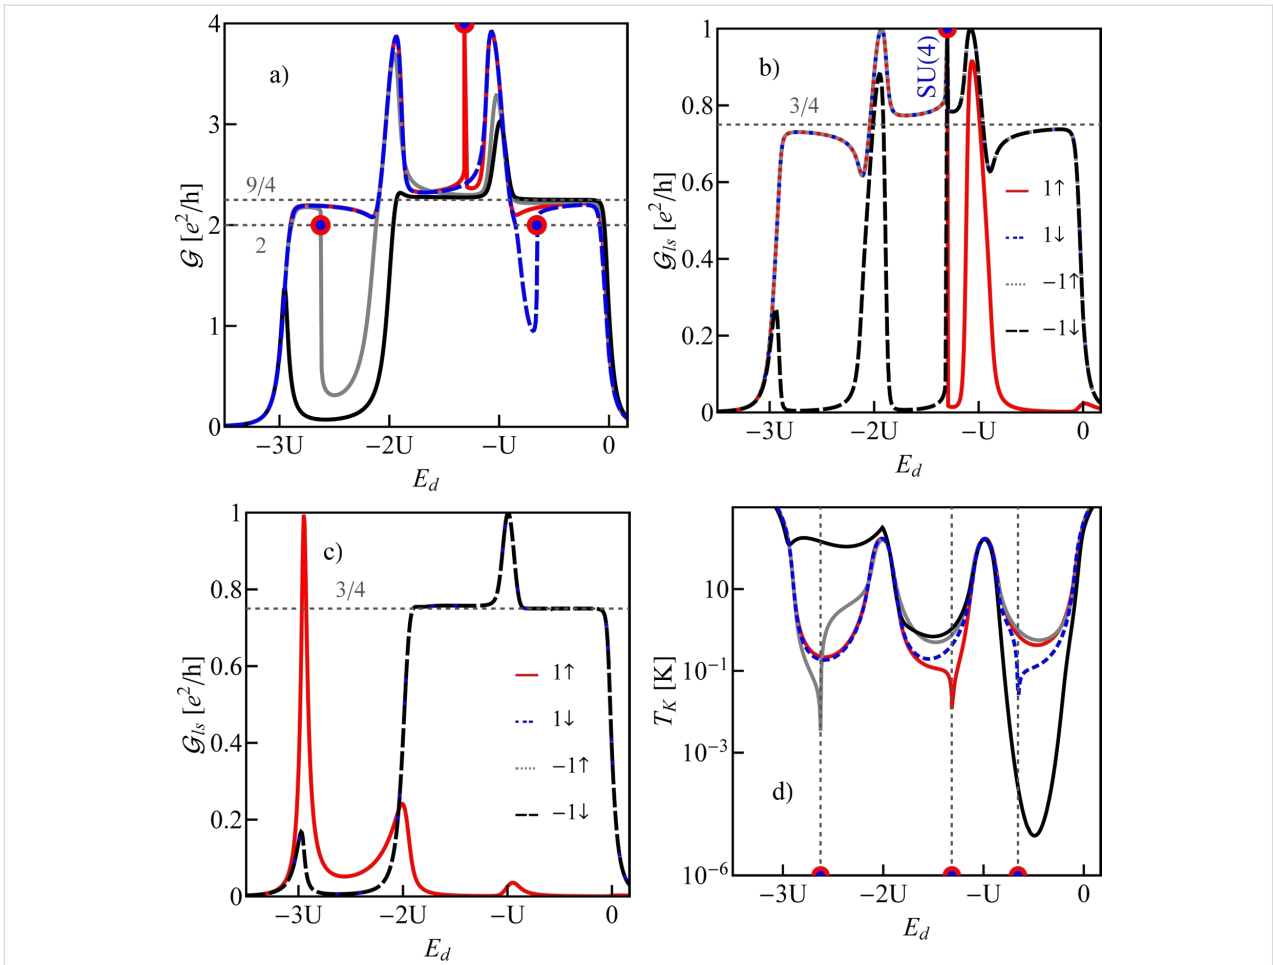 a)
4
3
9/4
2
2
1
0
𝒢 [e²/h]
−3U
−2U
−U
0
E_d
b)
SU(4)
1
0.8
3/4
0.6
0.4
0.2
0
𝒢_ls [e²/h]
1↑
1↓
−1↑
−1↓
−3U
−2U
−U
0
E_d
c)
1
0.8
3/4
0.6
0.4
0.2
0
𝒢_ls [e²/h]
1↑
1↓
−1↑
−1↓
−3U
−2U
−U
0
E_d
10
10⁻¹
10⁻³
10⁻⁶
T_K [K]
d)
−3U
−2U
−U
0
E_d